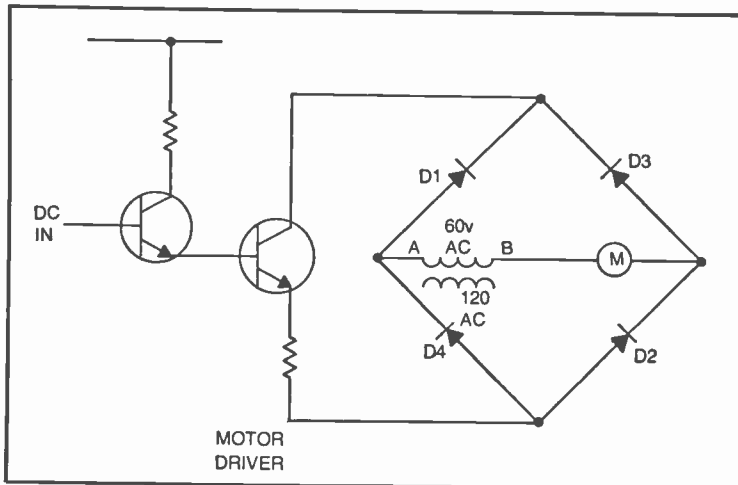 DC
IN
MOTOR
DRIVER
D1
D3
60v
A AC B
M
120
AC
D4
D2